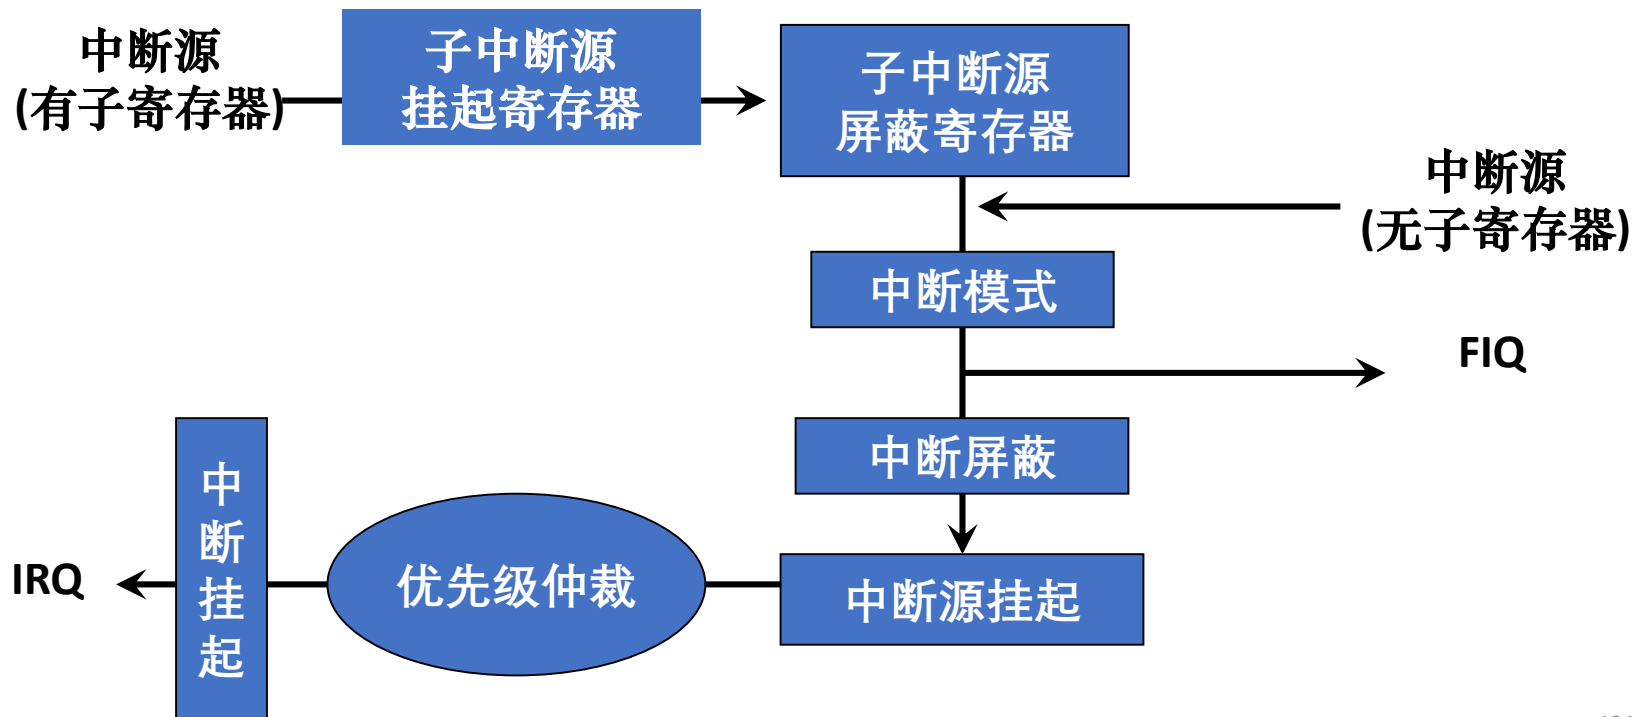 中断源
(有子寄存器)
子中断源
挂起寄存器
子中断源
屏蔽寄存器
中断源
(无子寄存器)
中断模式
FIQ
中断屏蔽
中断源挂起
优先级仲裁
中
断
挂
起
IRQ